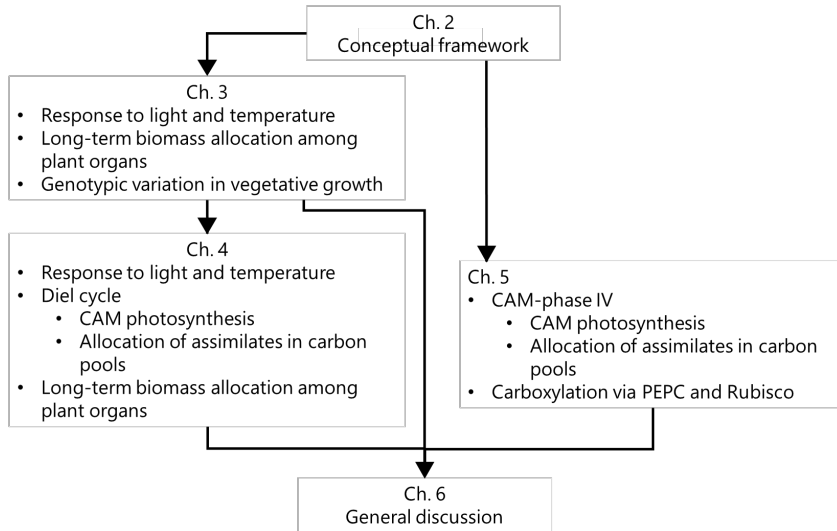 Ch. 2
Conceptual framework
Ch. 3
• Response to light and temperature
• Long-term biomass allocation among
plant organs
• Genotypic variation in vegetative growth
Ch. 4
• Response to light and temperature
• Diel cycle
• CAM photosynthesis
• Allocation of assimilates in carbon
pools
• Long-term biomass allocation among
plant organs
Ch. 5
• CAM-phase IV
• CAM photosynthesis
• Allocation of assimilates in carbon
pools
• Carboxylation via PEPC and Rubisco
Ch. 6
General discussion